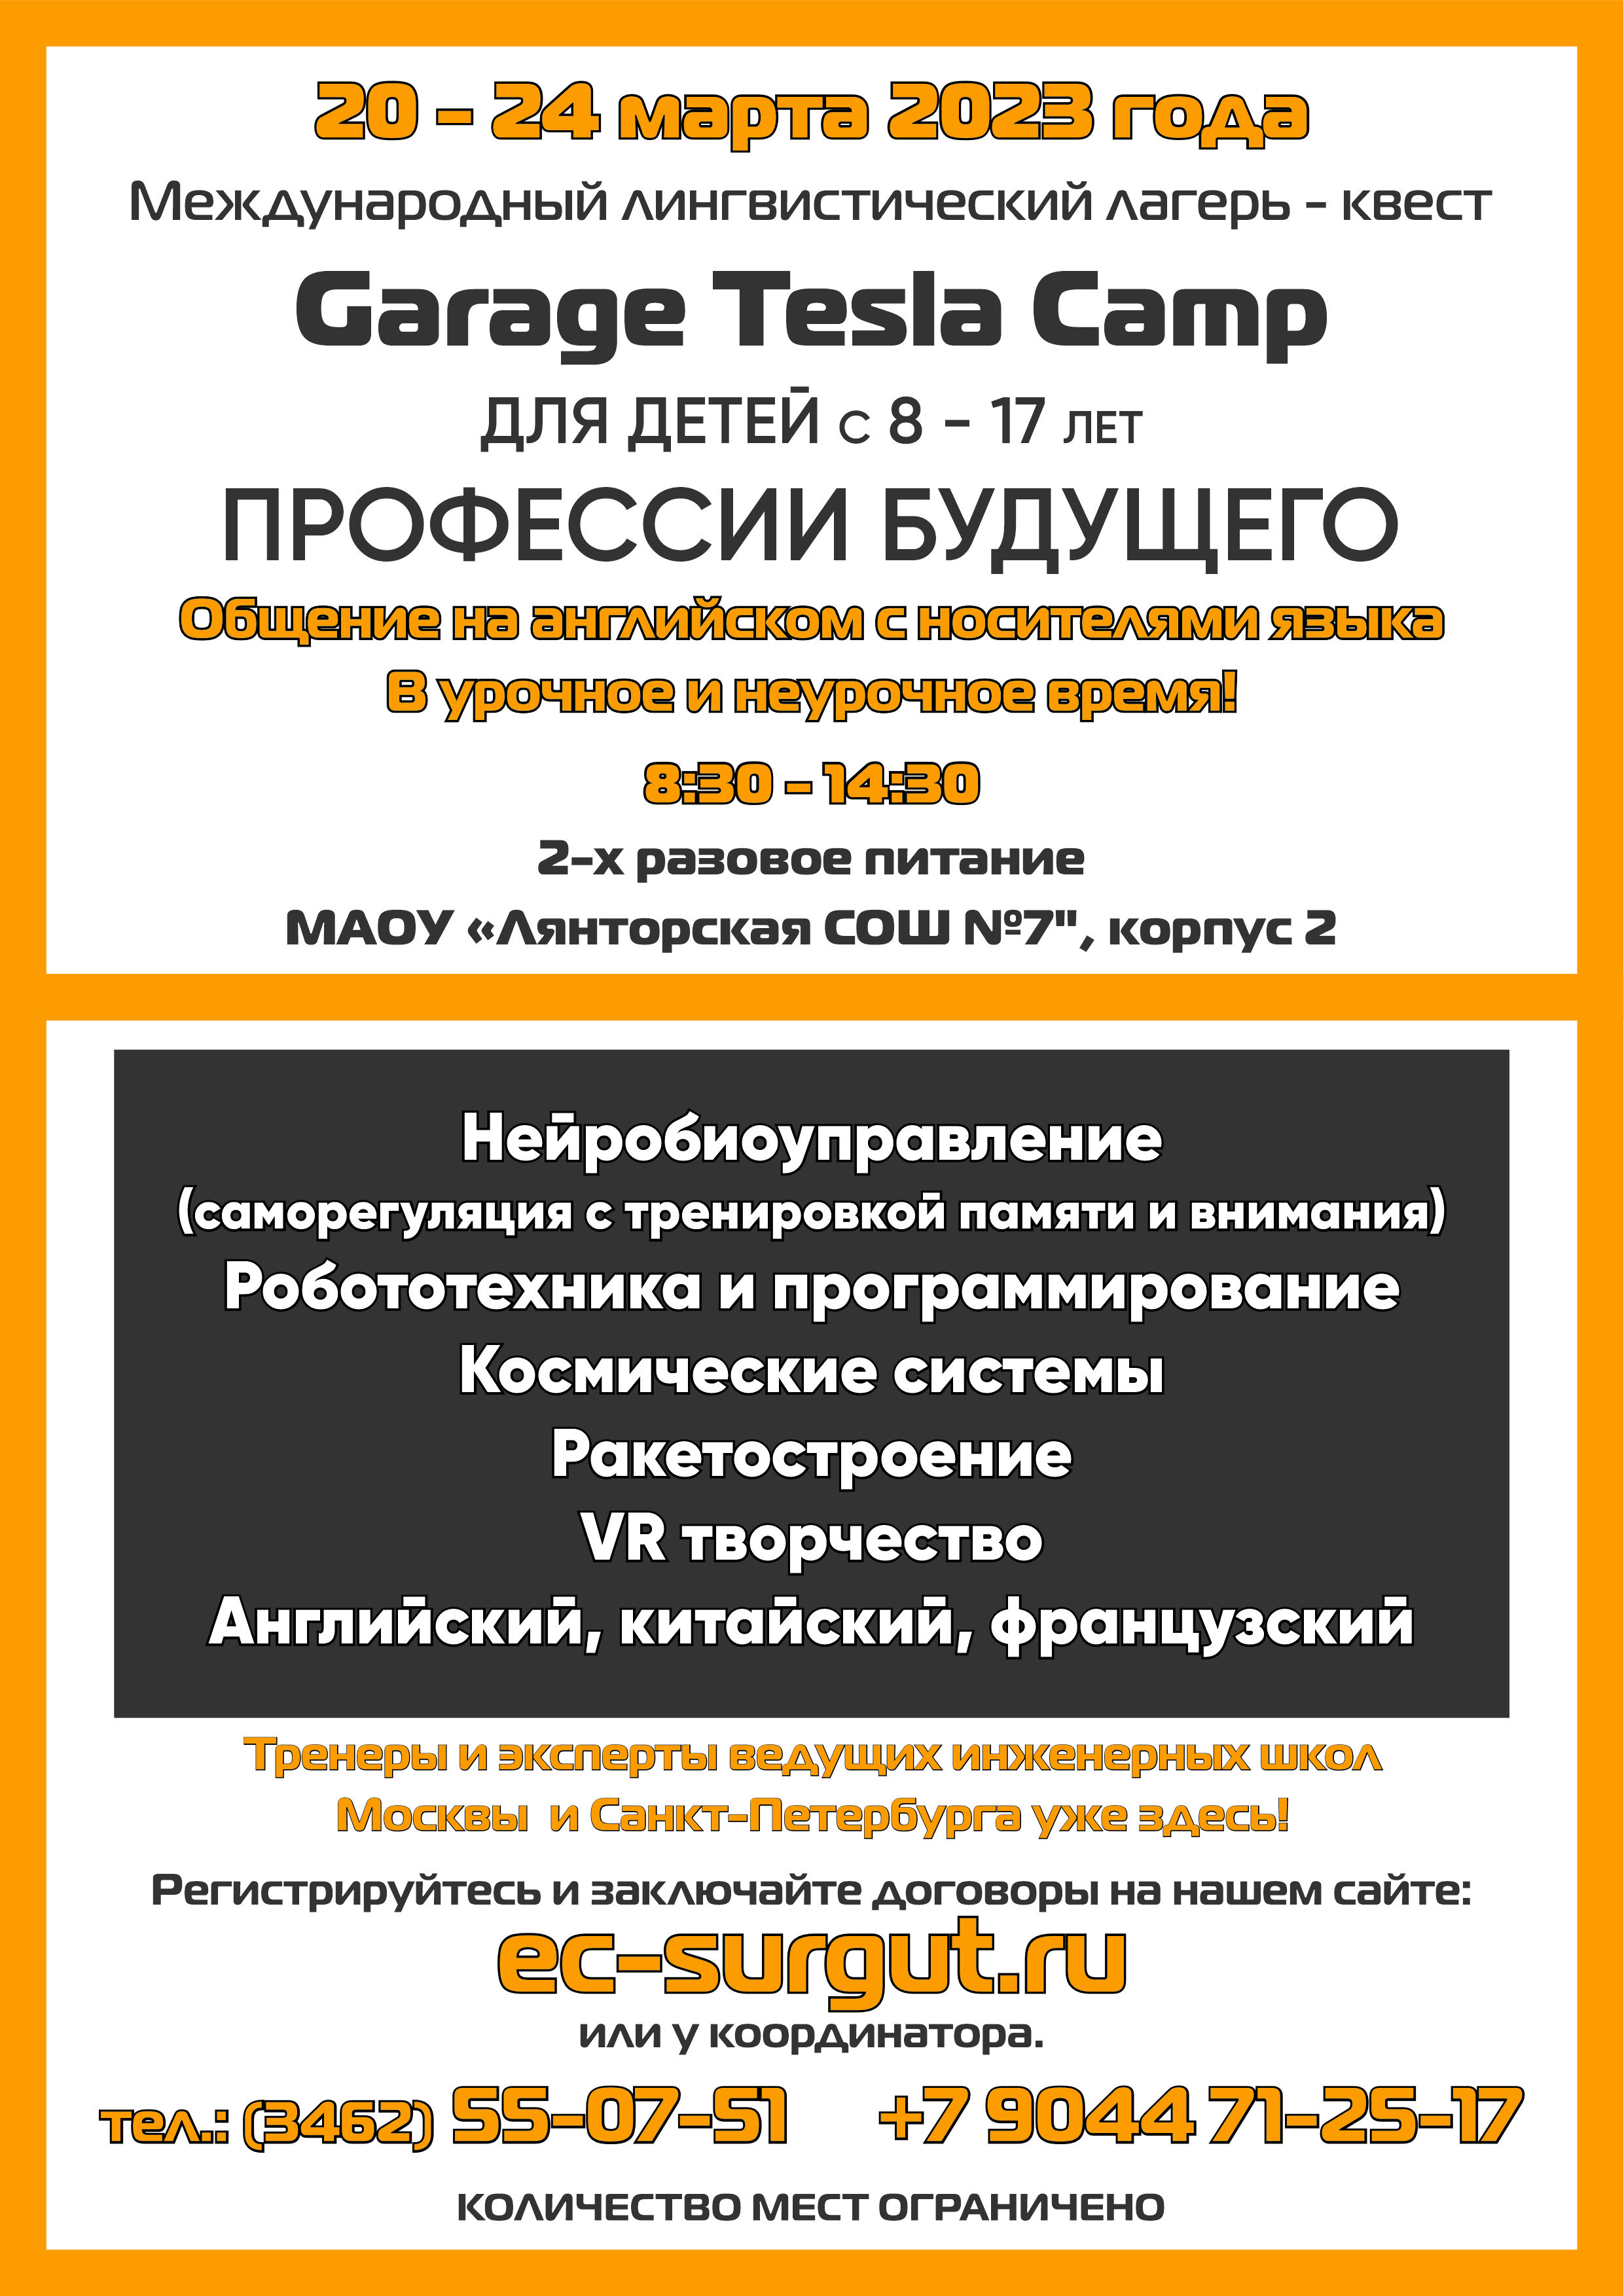 20 - 24 марта 2023 года
Международный лингвистический лагерь - квест
Garage Tesla Camp
ДЛЯ ДЕТЕЙ с 8 - 17 ЛЕТ
ПРОФЕССИИ БУДУЩЕГО
Общение на английском с носителями языка
В урочное и неурочное время!
8:30 - 14:30
2-х разовое питание
МАОУ «Лянторская СОШ №7", корпус 2
Нейробиоуправление
(саморегуляция с тренировкой памяти и внимания)
Робототехника и программирование
Космические системы
Ракетостроение
VR творчество
Английский, китайский, французский
Тренеры и эксперты ведущих инженерных школ
Москвы и Санкт-Петербурга уже здесь!
Регистрируйтесь и заключайте договоры на нашем сайте:
ec-surgut.ru
или у координатора.
тел.: (3462) 55-07-51 +7 9044 71-25-17
КОЛИЧЕСТВО МЕСТ ОГРАНИЧЕНО